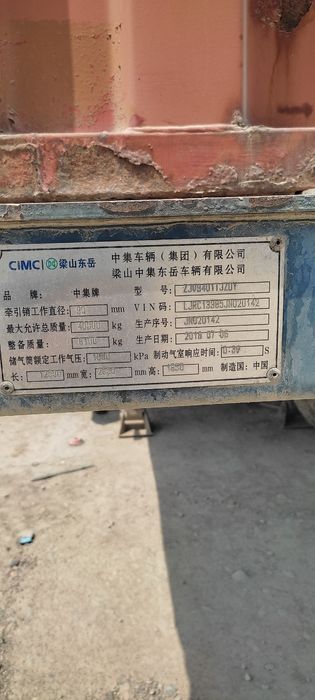 CIMC 梁山东岳 中集车辆(集团)有限公司
梁山中集东岳车辆有限公司
品 牌: 中集牌 型 号: ZJV9401TJZDY
牵引销工作直径: mm VIN码: LJRC13385JN020142
最大允许总质量: 40000 kg 生产序号: JN020142
整备质量: kg 生产日期: 2018 07-06
储气筒额定工作气压: kPa 制动气室响应时间: S
长: mm 宽: mm 高: mm 制造国: 中国